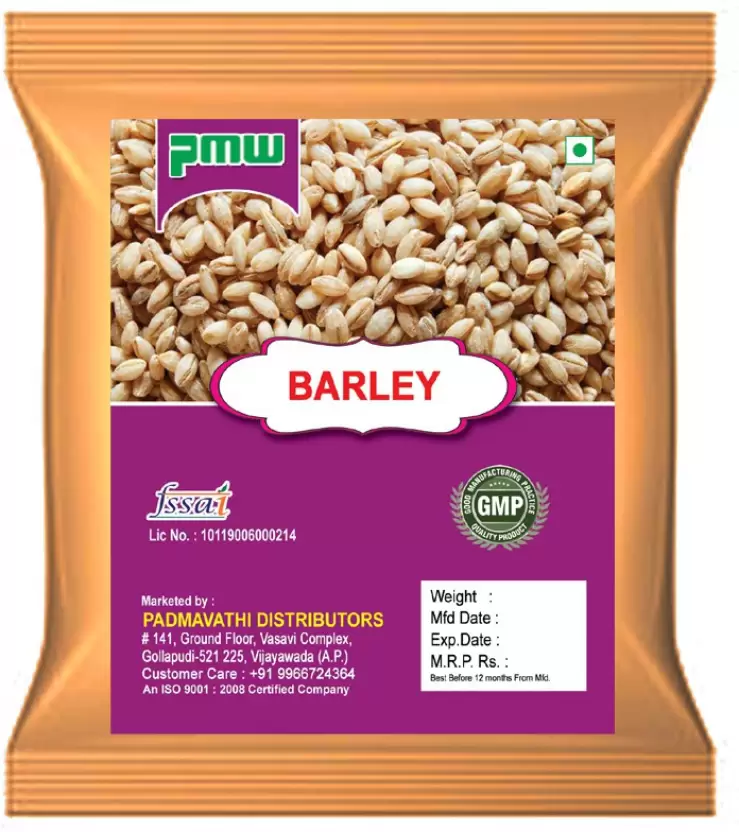 pmw
BARLEY
fssai
Lic No. : 10119006000214
GOOD MANUFACTURING PRACTICE
GMP
QUALITY PRODUCT
Marketed by :
PADMAVATHI DISTRIBUTORS
# 141, Ground Floor, Vasavi Complex,
Gollapudi-521 225, Vijayawada (A.P.)
Customer Care : +91 9966724364
An ISO 9001 : 2008 Certified Company
Weight :
Mfd Date :
Exp.Date :
M.R.P. Rs. :
Best Before 12 months From Mfd.